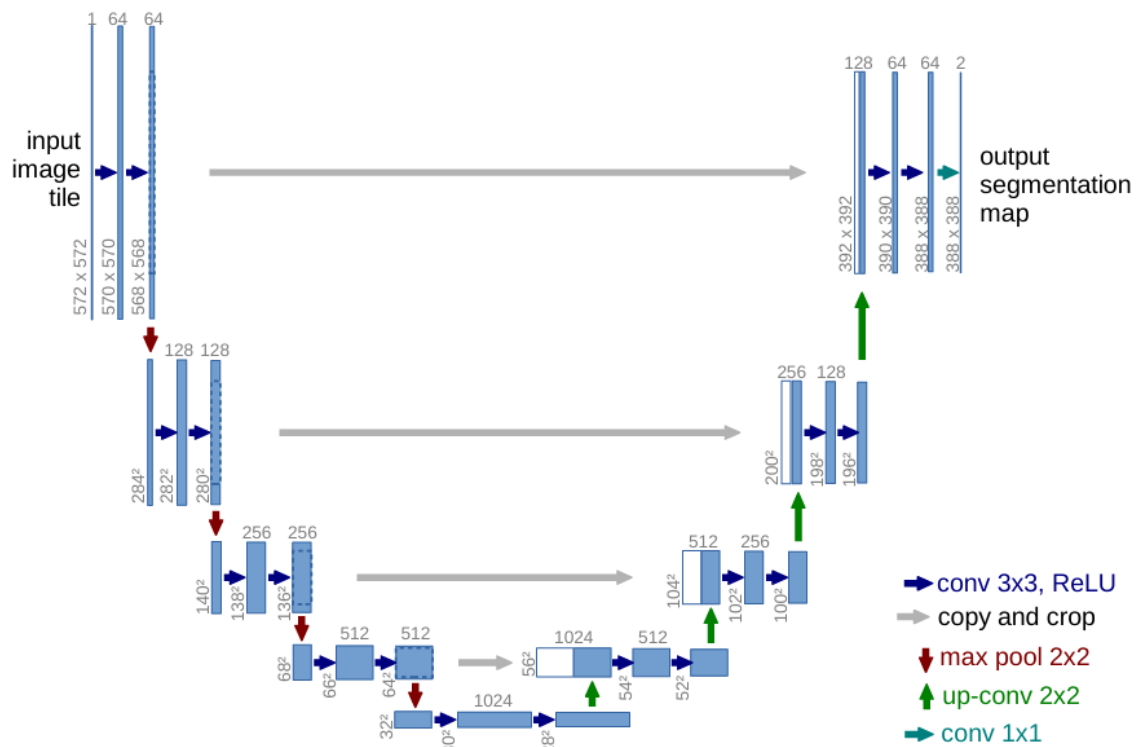 1 64 64
128 64 64 2
input
image
tile
output
segmentation
map
572 x 572
570 x 570
568 x 568
392 x 392
390 x 390
388 x 388
388 x 388
128 128
256 128
284²
282²
280²
200²
198²
196²
256 256
512 256
140²
138²
136²
104²
102²
100²
conv 3x3, ReLU
copy and crop
max pool 2x2
up-conv 2x2
conv 1x1
512 512
1024 512
68²
66²
64²
56²
54²
52²
1024
32²